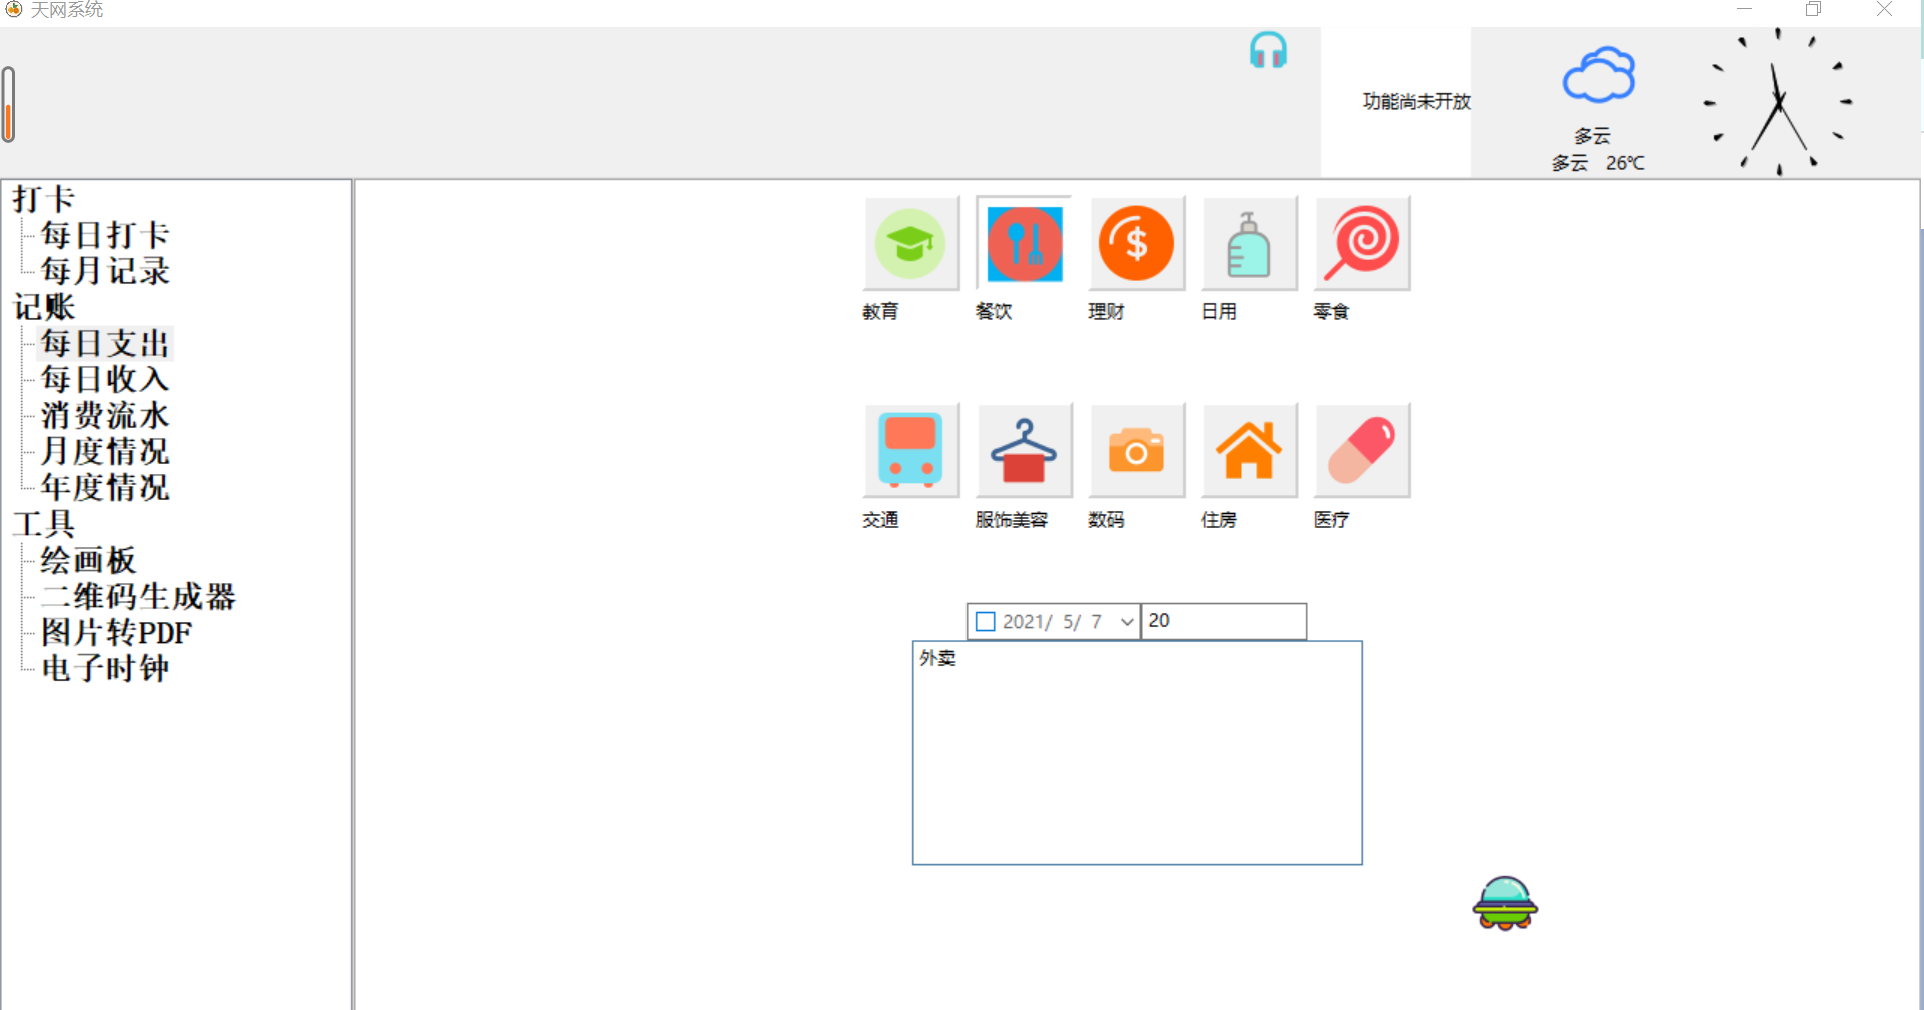 天网系统
功能尚未开放
多云
多云 26℃
打卡
每日打卡
每月记录
记账
每日支出
每日收入
消费流水
月度情况
年度情况
工具
绘画板
二维码生成器
图片转PDF
电子时钟
教育 餐饮 理财 日用 零食
交通 服饰美容 数码 住房 医疗
2021/ 5/ 7 20
外卖